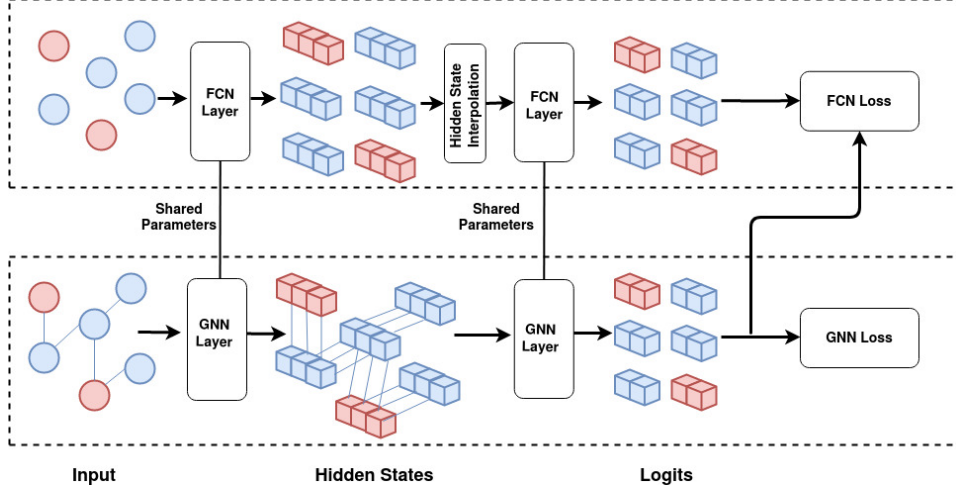 FCN
Layer
Hidden State
Interpolation
FCN
Layer
FCN Loss
Shared
Parameters
Shared
Parameters
GNN
Layer
GNN
Layer
GNN Loss
Input
Hidden States
Logits